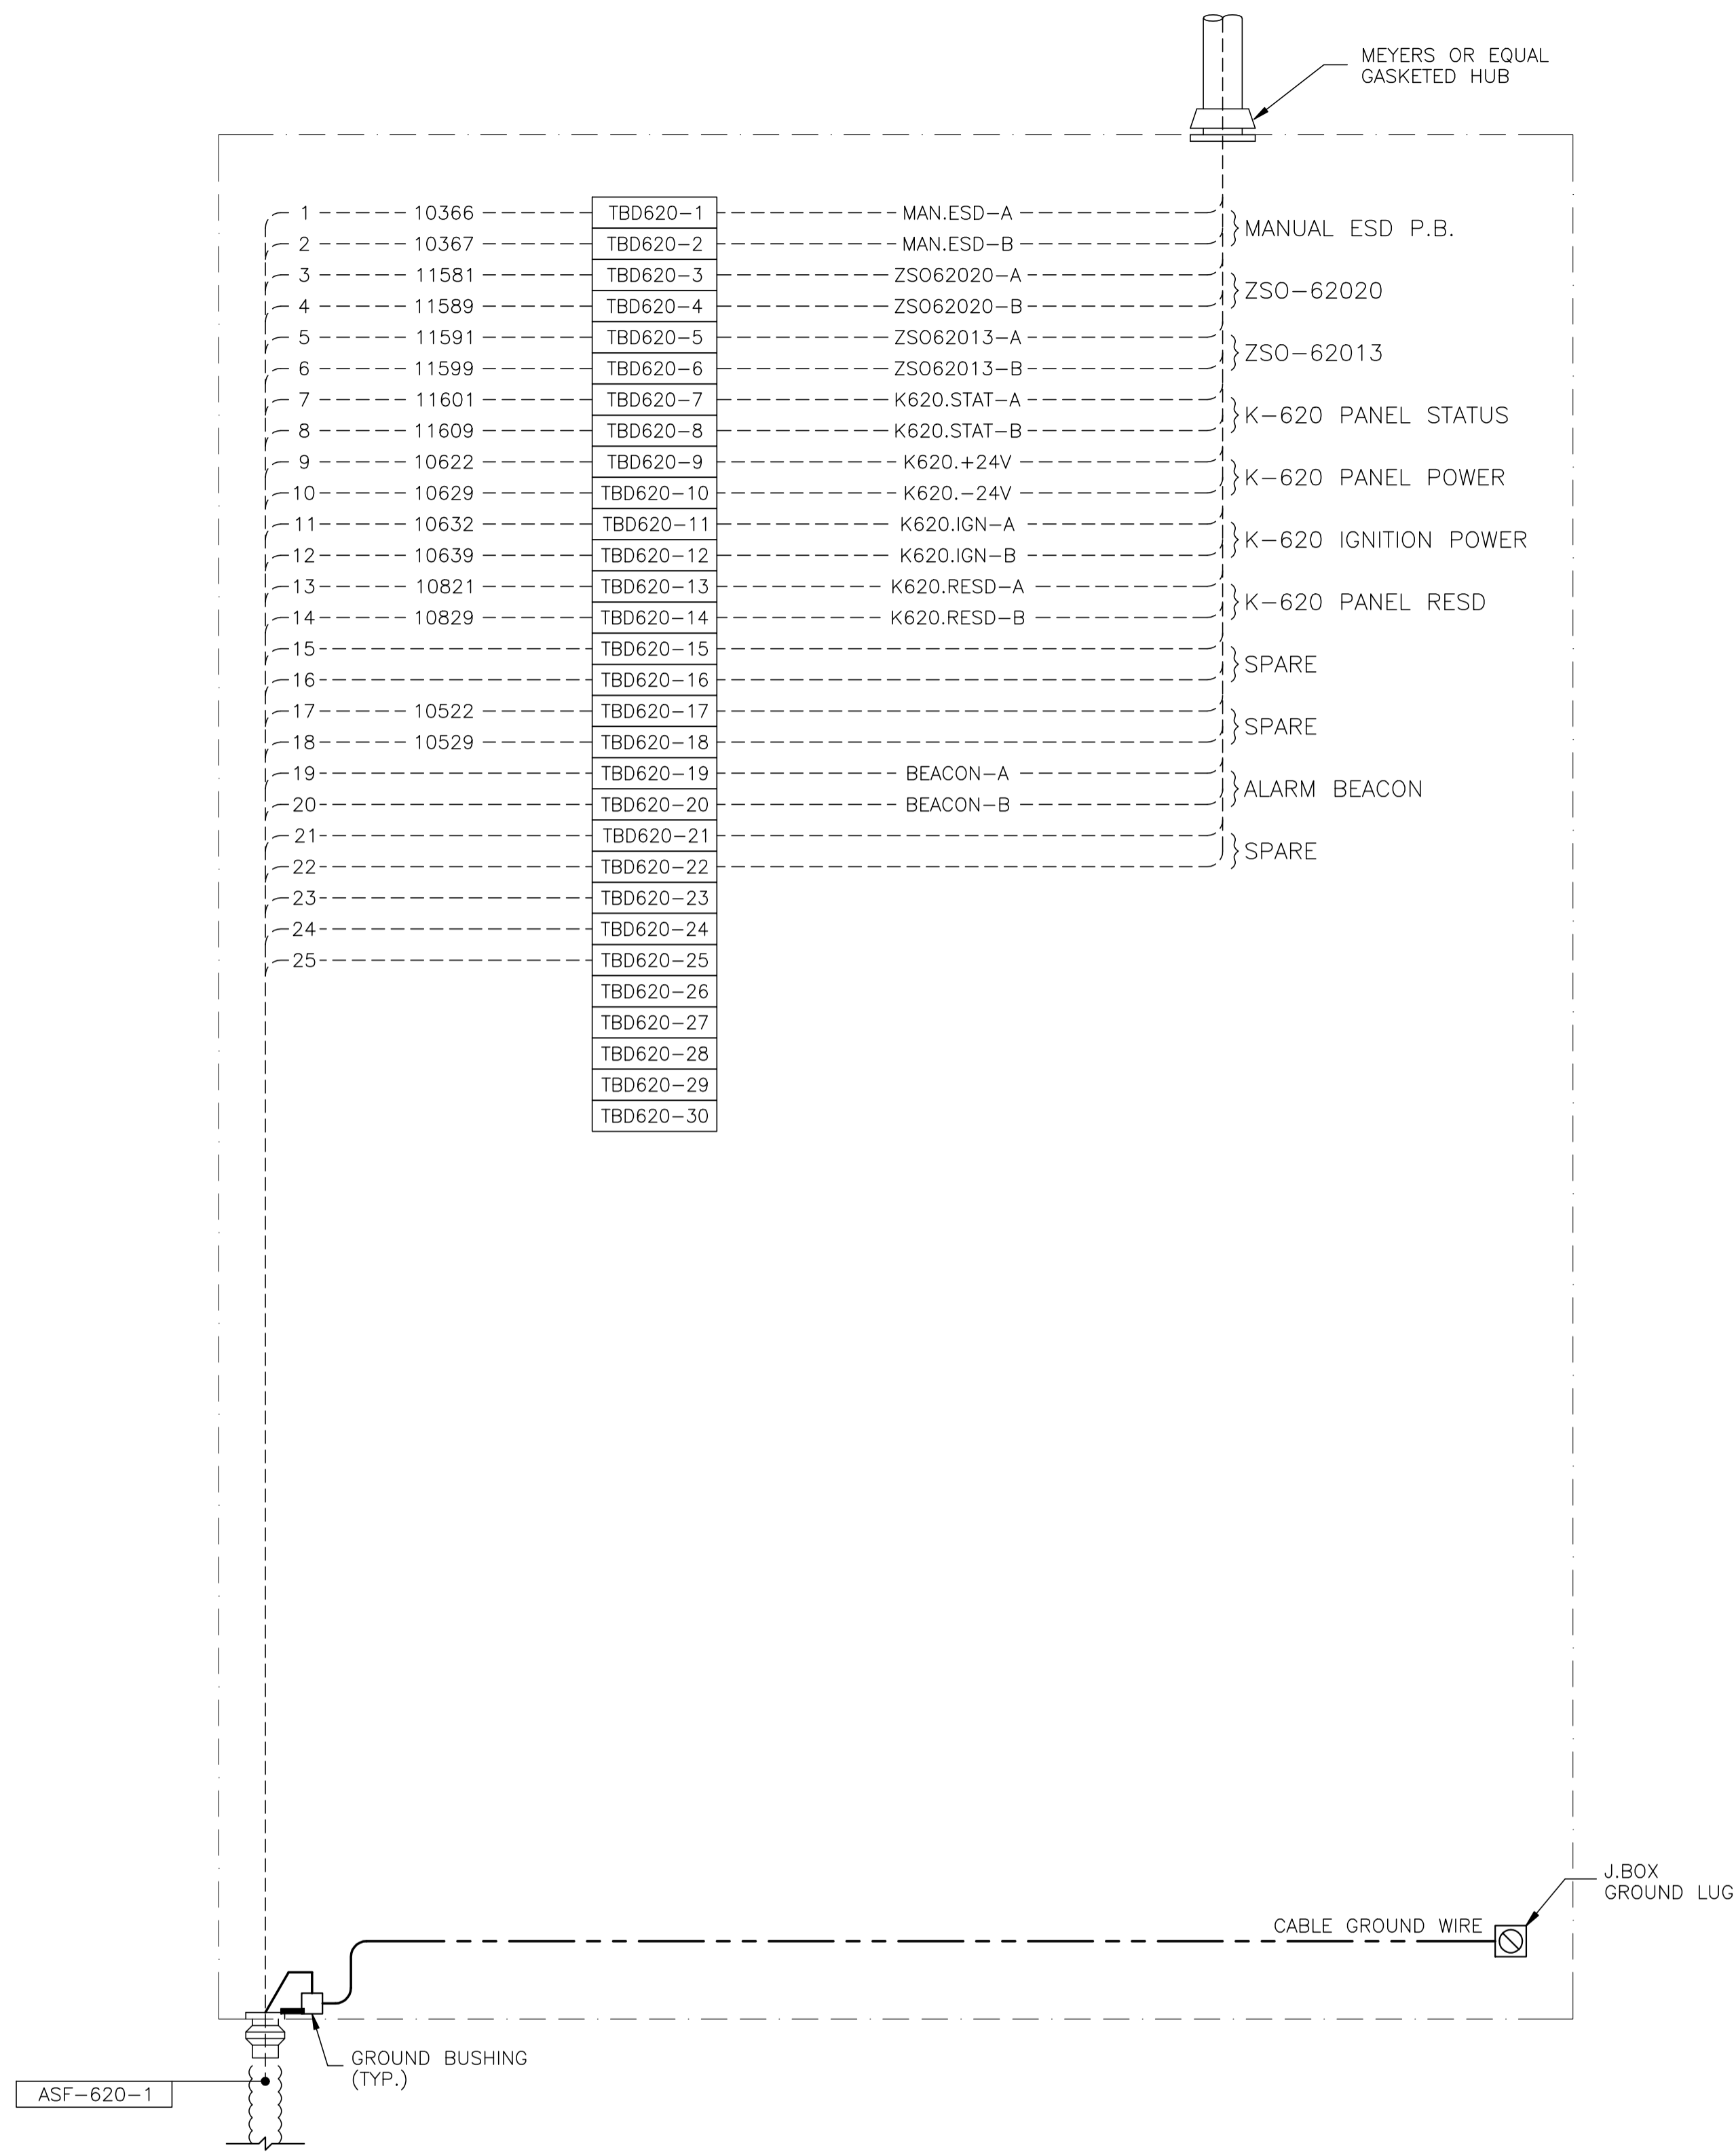 MEYERS OR EQUAL
GASKETED HUB
1 10366 TBD620-1 MAN.ESD-A
2 10367 TBD620-2 MAN.ESD-B
MANUAL ESD P.B.
3 11581 TBD620-3 ZSO62020-A
4 11589 TBD620-4 ZSO62020-B
ZSO-62020
5 11591 TBD620-5 ZSO62013-A
6 11599 TBD620-6 ZSO62013-B
ZSO-62013
7 11601 TBD620-7 K620.STAT-A
8 11609 TBD620-8 K620.STAT-B
K-620 PANEL STATUS
9 10622 TBD620-9 K620.+24V
10 10629 TBD620-10 K620.-24V
K-620 PANEL POWER
11 10632 TBD620-11 K620.IGN-A
12 10639 TBD620-12 K620.IGN-B
K-620 IGNITION POWER
13 10821 TBD620-13 K620.RESD-A
14 10829 TBD620-14 K620.RESD-B
K-620 PANEL RESD
15 TBD620-15
16 TBD620-16
SPARE
17 10522 TBD620-17
18 10529 TBD620-18
SPARE
19 TBD620-19 BEACON-A
20 TBD620-20 BEACON-B
ALARM BEACON
21 TBD620-21
22 TBD620-22
SPARE
23 TBD620-23
24 TBD620-24
25 TBD620-25
TBD620-26
TBD620-27
TBD620-28
TBD620-29
TBD620-30
J.BOX
GROUND LUG
CABLE GROUND WIRE
GROUND BUSHING
(TYP.)
ASF-620-1